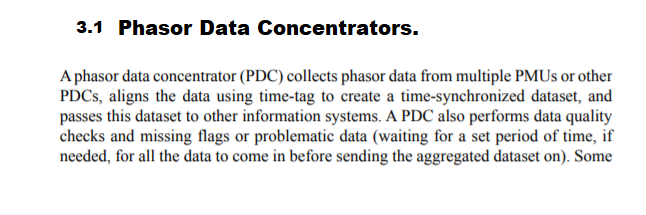 3.1 Phasor Data Concentrators.
A phasor data concentrator (PDC) collects phasor data from multiple PMUs or other
PDCs, aligns the data using time-tag to create a time-synchronized dataset, and
passes this dataset to other information systems. A PDC also performs data quality
checks and missing flags or problematic data (waiting for a set period of time, if
needed, for all the data to come in before sending the aggregated dataset on). Some